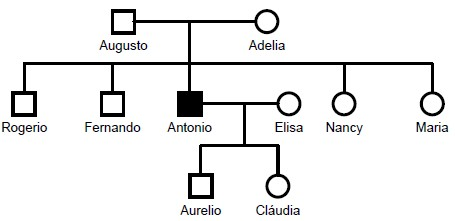 Augusto Adelia
Rogerio Fernando Antonio Elisa Nancy Maria
Aurelio Cláudia